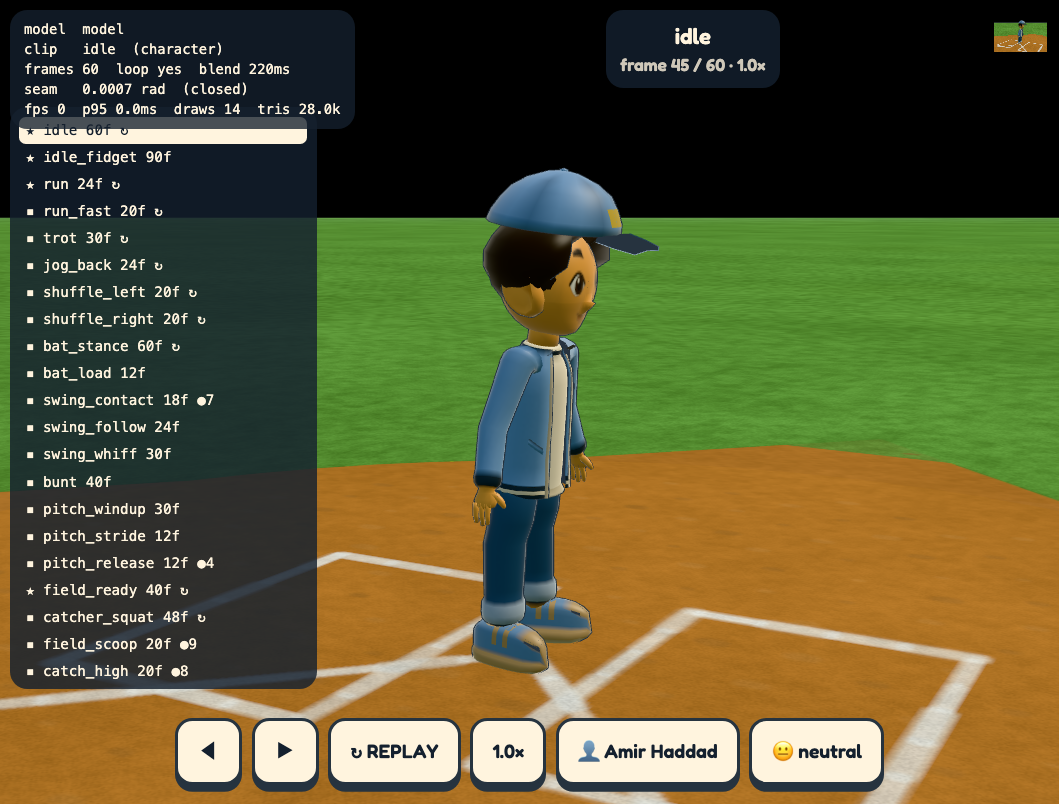 model model
clip idle (character)
frames 60 loop yes blend 220ms
seam 0.0007 rad (closed)
fps 0 p95 0.0ms draws 14 tris 28.0k
★ idle 60f ↻
★ idle_fidget 90f
★ run 24f ↻
▪ run_fast 20f ↻
▪ trot 30f ↻
▪ jog_back 24f ↻
▪ shuffle_left 20f ↻
▪ shuffle_right 20f ↻
▪ bat_stance 60f ↻
▪ bat_load 12f
▪ swing_contact 18f ●7
▪ swing_follow 24f
▪ swing_whiff 30f
▪ bunt 40f
▪ pitch_windup 30f
▪ pitch_stride 12f
▪ pitch_release 12f ●4
★ field_ready 40f ↻
▪ catcher_squat 48f ↻
▪ field_scoop 20f ●9
▪ catch_high 20f ●8
idle
frame 45 / 60 · 1.0×
◀ ▶ ↻ REPLAY 1.0× 👤 Amir Haddad 😐 neutral